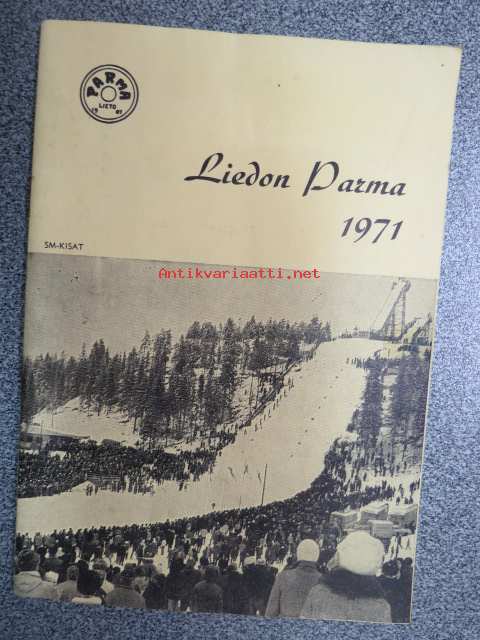 PARMA
LIETO
Liedon Parma
1971
SM-KISAT
Antikvariaatti.net